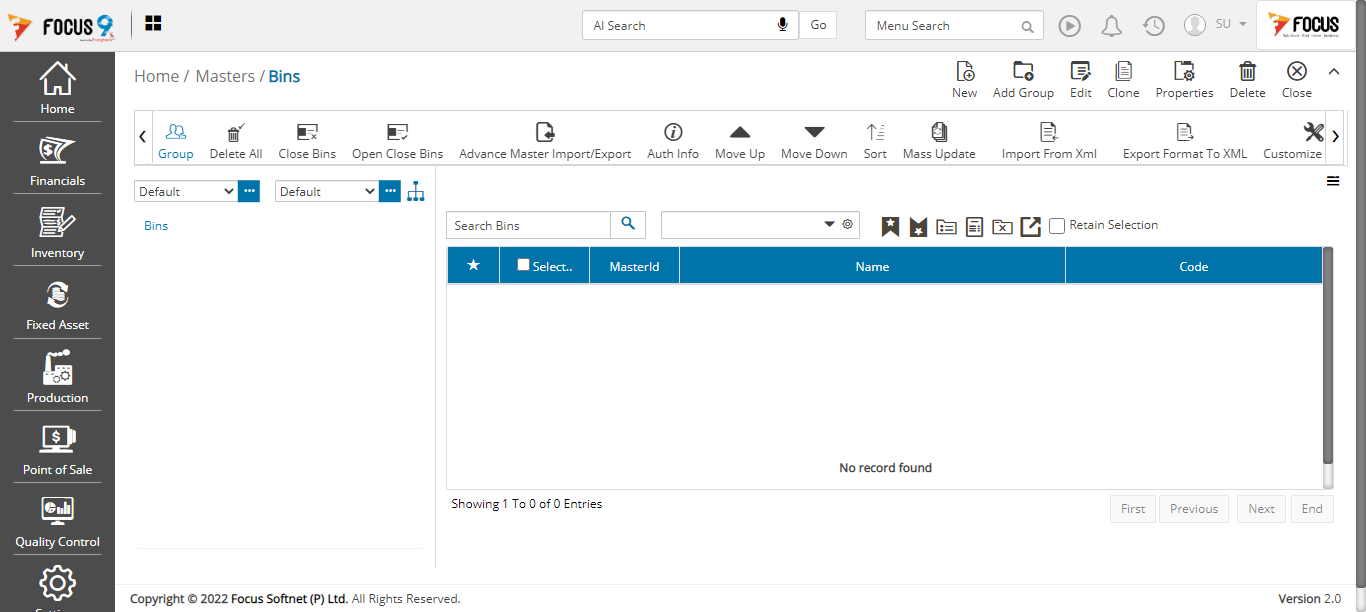 FOCUS 9
AI Search
Go
Menu Search
SU
FOCUS
Home
Financials
Inventory
Fixed Asset
Production
Point of Sale
Quality Control
Home / Masters / Bins
New
Add Group
Edit
Clone
Properties
Delete
Close
Group
Delete All
Close Bins
Open Close Bins
Advance Master Import/Export
Auth Info
Move Up
Move Down
Sort
Mass Update
Import From Xml
Export Format To XML
Customize
Default
Default
Bins
Search Bins
Retain Selection
Select..
MasterId
Name
Code
No record found
Showing 1 To 0 of 0 Entries
First
Previous
Next
End
Copyright © 2022 Focus Softnet (P) Ltd. All Rights Reserved.
Version 2.0